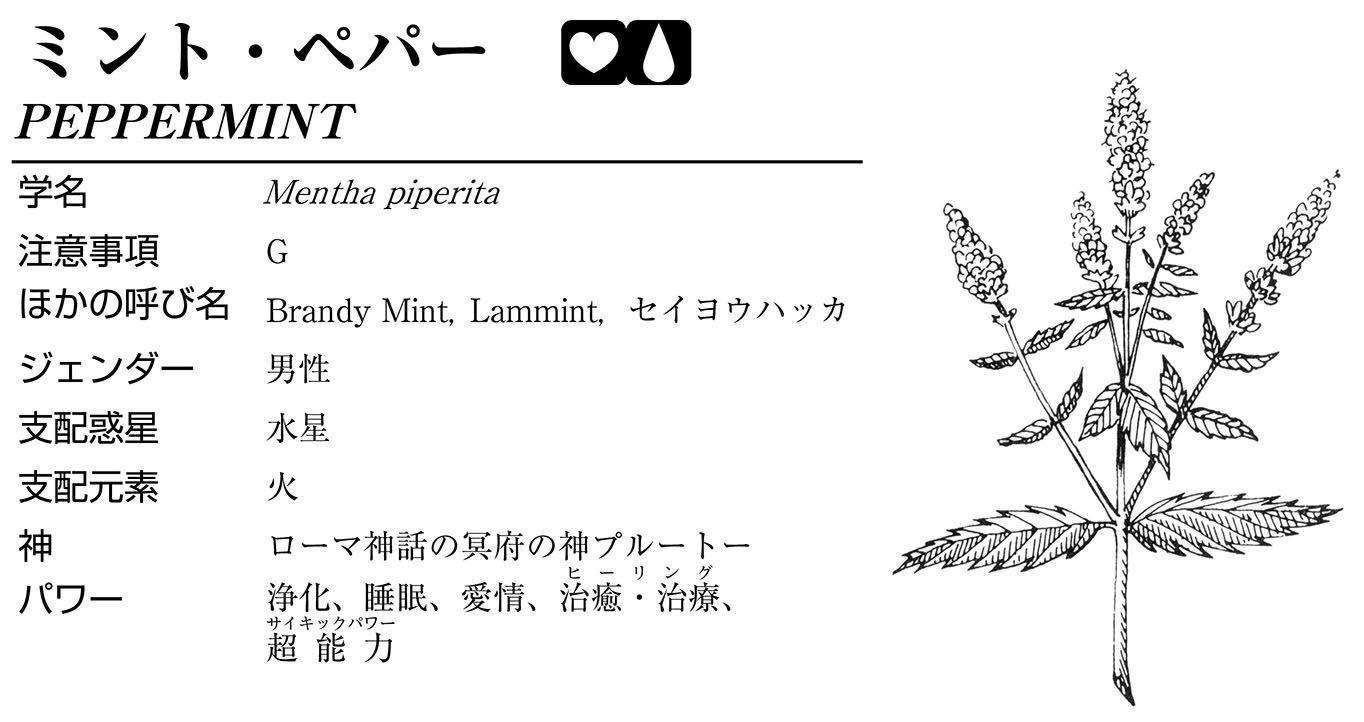 ミント・ペパー
PEPPERMINT
学名 Mentha piperita
注意事項 G
ほかの呼び名 Brandy Mint, Lammint, セイヨウハッカ
ジェンダー 男性
支配惑星 水星
支配元素 火
神 ローマ神話の冥府の神プルートー
ヒーリング
パワー 浄化、睡眠、愛情、治癒・治療、
サイキックパワー
超能力